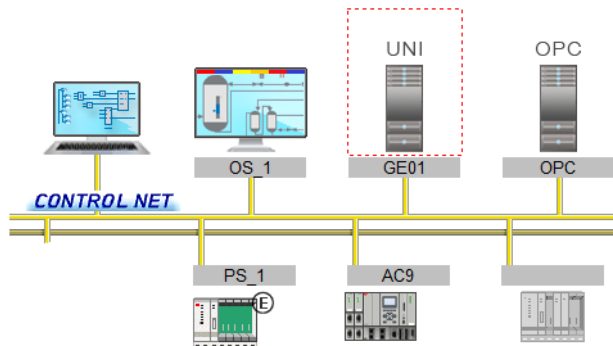 UNI
OPC
OS_1
GE01
OPC
CONTROL NET
PS_1
AC9
E